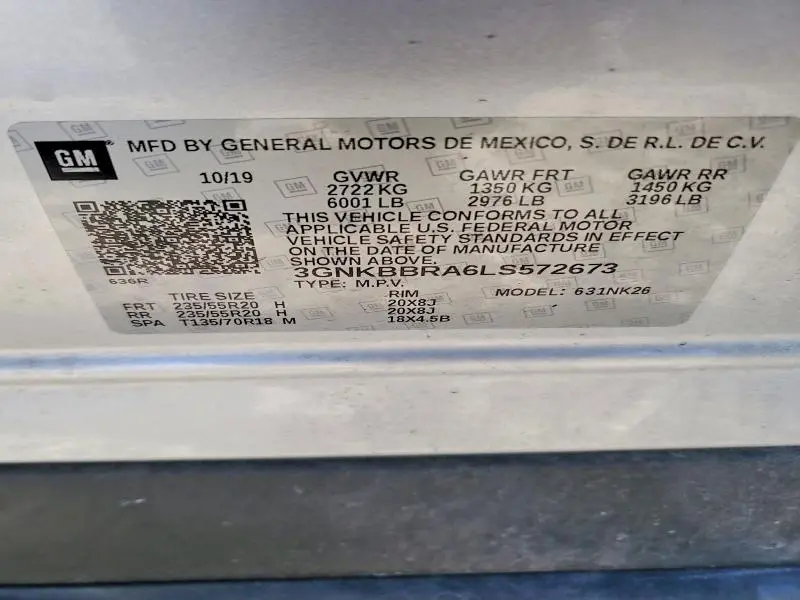 GM MFD BY GENERAL MOTORS DE MEXICO, S. DE R.L. DE C.V.
10/19 GVWR GAWR FRT GAWR RR
2722 KG 1350 KG 1450 KG
6001 LB 2976 LB 3196 LB
THIS VEHICLE CONFORMS TO ALL
APPLICABLE U.S. FEDERAL MOTOR
VEHICLE SAFETY STANDARDS IN EFFECT
ON THE DATE OF MANUFACTURE
SHOWN ABOVE.
3GNKBBRA6LS572673
636R
TYPE: M.P.V.
TIRE SIZE RIM MODEL: 631NK26
FRT 235/55R20 H 20X8J
RR 235/55R20 H 20X8J
SPA T135/70R18 M 18X4.5B